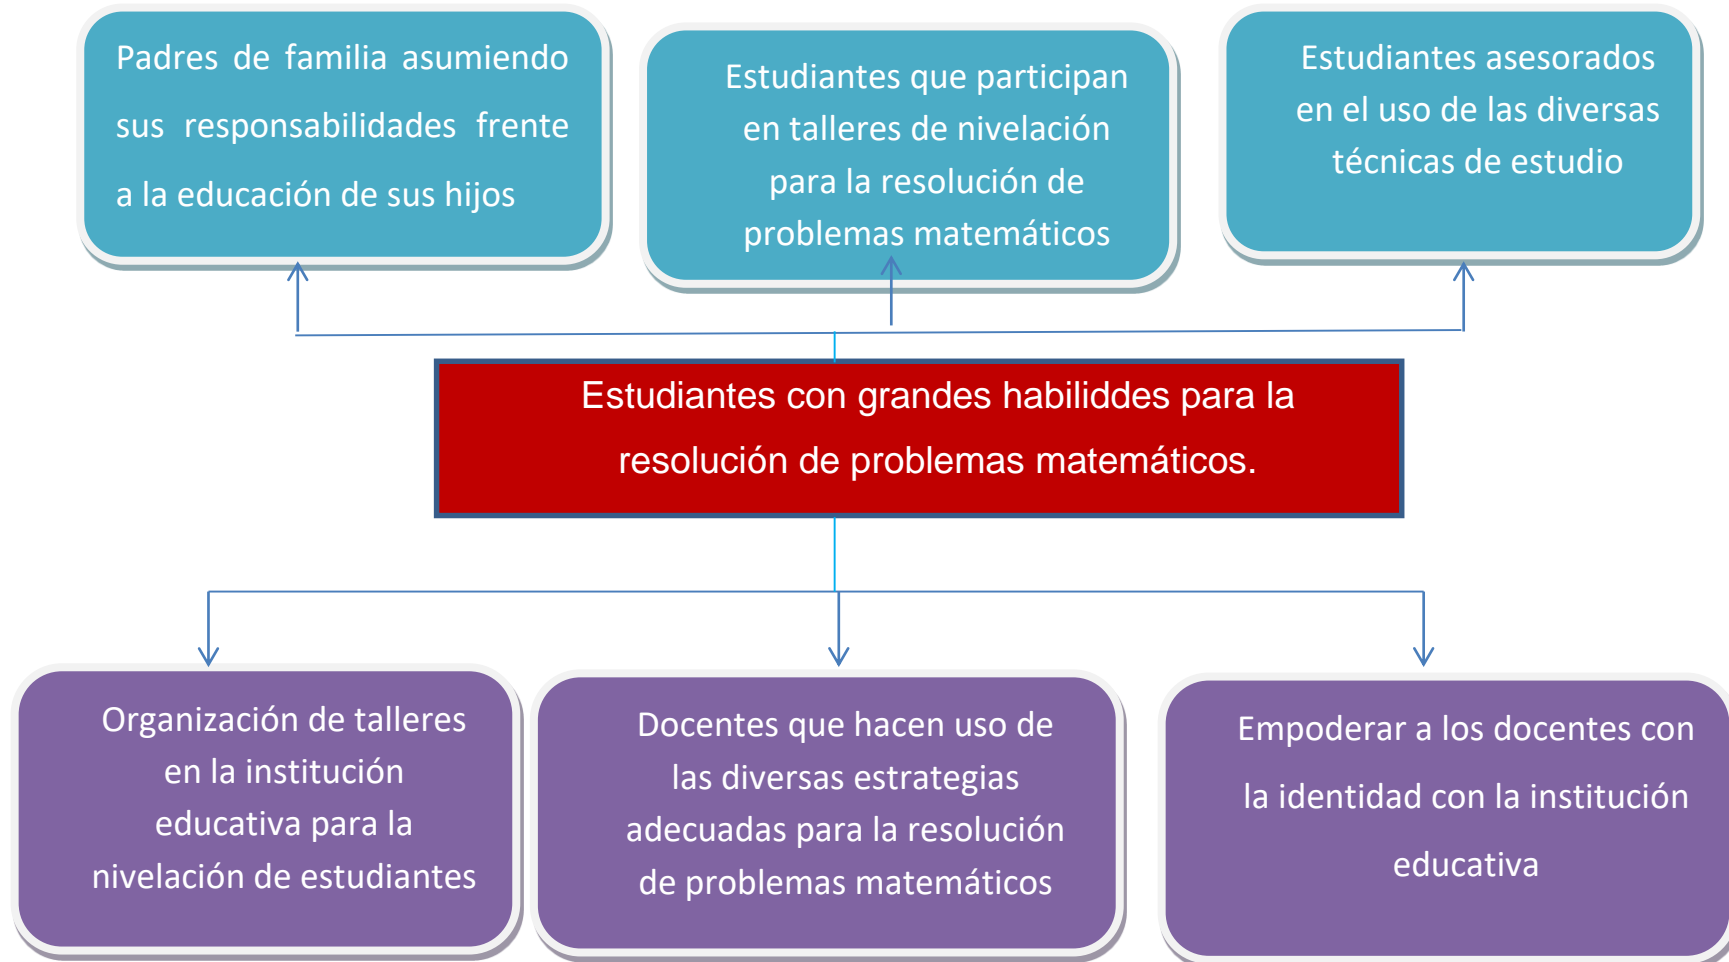 Padres de familia asumiendo
sus responsabilidades frente
a la educación de sus hijos
Estudiantes que participan
en talleres de nivelación
para la resolución de
problemas matemáticos
Estudiantes asesorados
en el uso de las diversas
técnicas de estudio
Estudiantes con grandes habiliddes para la
resolución de problemas matemáticos.
Organización de talleres
en la institución
educativa para la
nivelación de estudiantes
Docentes que hacen uso de
las diversas estrategias
adecuadas para la resolución
de problemas matemáticos
Empoderar a los docentes con
la identidad con la institución
educativa